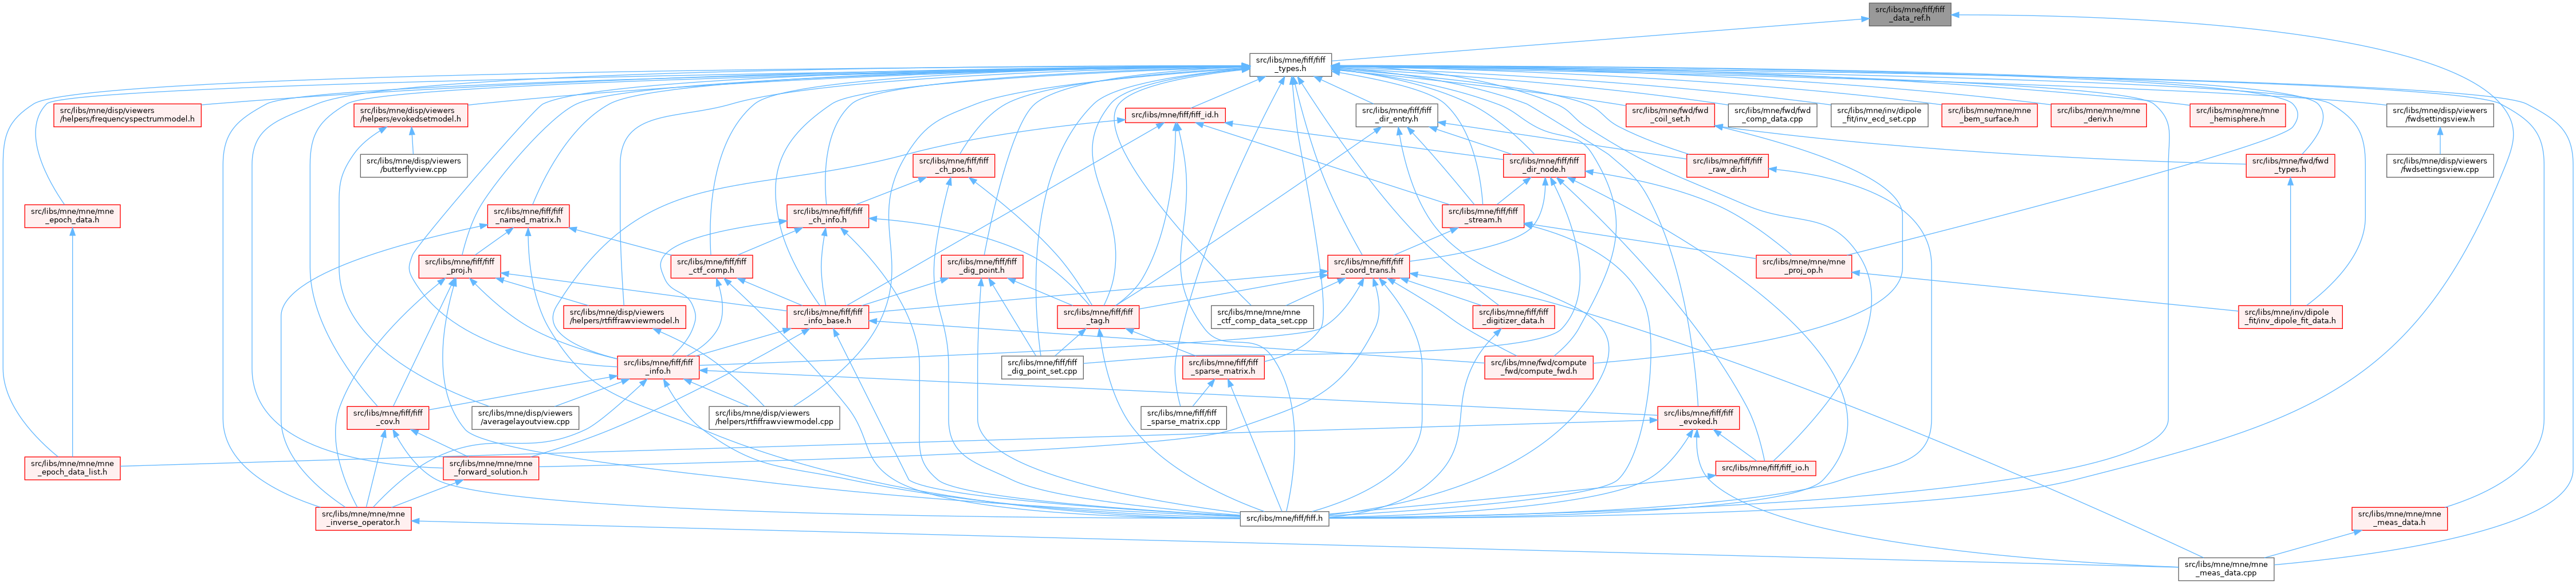 src/libs/mne/fiff/fiff
_data_ref.h
src/libs/mne/fiff/fiff
_types.h
src/libs/mne/disp/viewers
/helpers/frequencyspectrummodel.h
src/libs/mne/disp/viewers
/helpers/evokedsetmodel.h
src/libs/mne/fiff/fiff_id.h
src/libs/mne/fiff/fiff
_dir_entry.h
src/libs/mne/fwd/fwd
_coil_set.h
src/libs/mne/fwd/fwd
_comp_data.cpp
src/libs/mne/inv/dipole
_fit/inv_ecd_set.cpp
src/libs/mne/mne/mne
_bem_surface.h
src/libs/mne/mne/mne
_deriv.h
src/libs/mne/mne/mne
_hemisphere.h
src/libs/mne/disp/viewers
/fwdsettingsview.h
src/libs/mne/disp/viewers
/butterflyview.cpp
src/libs/mne/fiff/fiff
_ch_pos.h
src/libs/mne/fiff/fiff
_dir_node.h
src/libs/mne/fiff/fiff
_raw_dir.h
src/libs/mne/fwd/fwd
_types.h
src/libs/mne/disp/viewers
/fwdsettingsview.cpp
src/libs/mne/mne/mne
_epoch_data.h
src/libs/mne/fiff/fiff
_named_matrix.h
src/libs/mne/fiff/fiff
_ch_info.h
src/libs/mne/fiff/fiff
_stream.h
src/libs/mne/fiff/fiff
_proj.h
src/libs/mne/fiff/fiff
_ctf_comp.h
src/libs/mne/fiff/fiff
_dig_point.h
src/libs/mne/fiff/fiff
_coord_trans.h
src/libs/mne/mne/mne
_proj_op.h
src/libs/mne/disp/viewers
/helpers/rtfiffrawviewmodel.h
src/libs/mne/fiff/fiff
_info_base.h
src/libs/mne/fiff/fiff
_tag.h
src/libs/mne/mne/mne
_ctf_comp_data_set.cpp
src/libs/mne/fiff/fiff
_digitizer_data.h
src/libs/mne/inv/dipole
_fit/inv_dipole_fit_data.h
src/libs/mne/fiff/fiff
_info.h
src/libs/mne/fiff/fiff
_dig_point_set.cpp
src/libs/mne/fiff/fiff
_sparse_matrix.h
src/libs/mne/fwd/compute
_fwd/compute_fwd.h
src/libs/mne/fiff/fiff
_cov.h
src/libs/mne/disp/viewers
/averagelayoutview.cpp
src/libs/mne/disp/viewers
/helpers/rtfiffrawviewmodel.cpp
src/libs/mne/fiff/fiff
_sparse_matrix.cpp
src/libs/mne/fiff/fiff
_evoked.h
src/libs/mne/mne/mne
_epoch_data_list.h
src/libs/mne/mne/mne
_forward_solution.h
src/libs/mne/fiff/fiff_io.h
src/libs/mne/mne/mne
_inverse_operator.h
src/libs/mne/fiff/fiff.h
src/libs/mne/mne/mne
_meas_data.h
src/libs/mne/mne/mne
_meas_data.cpp